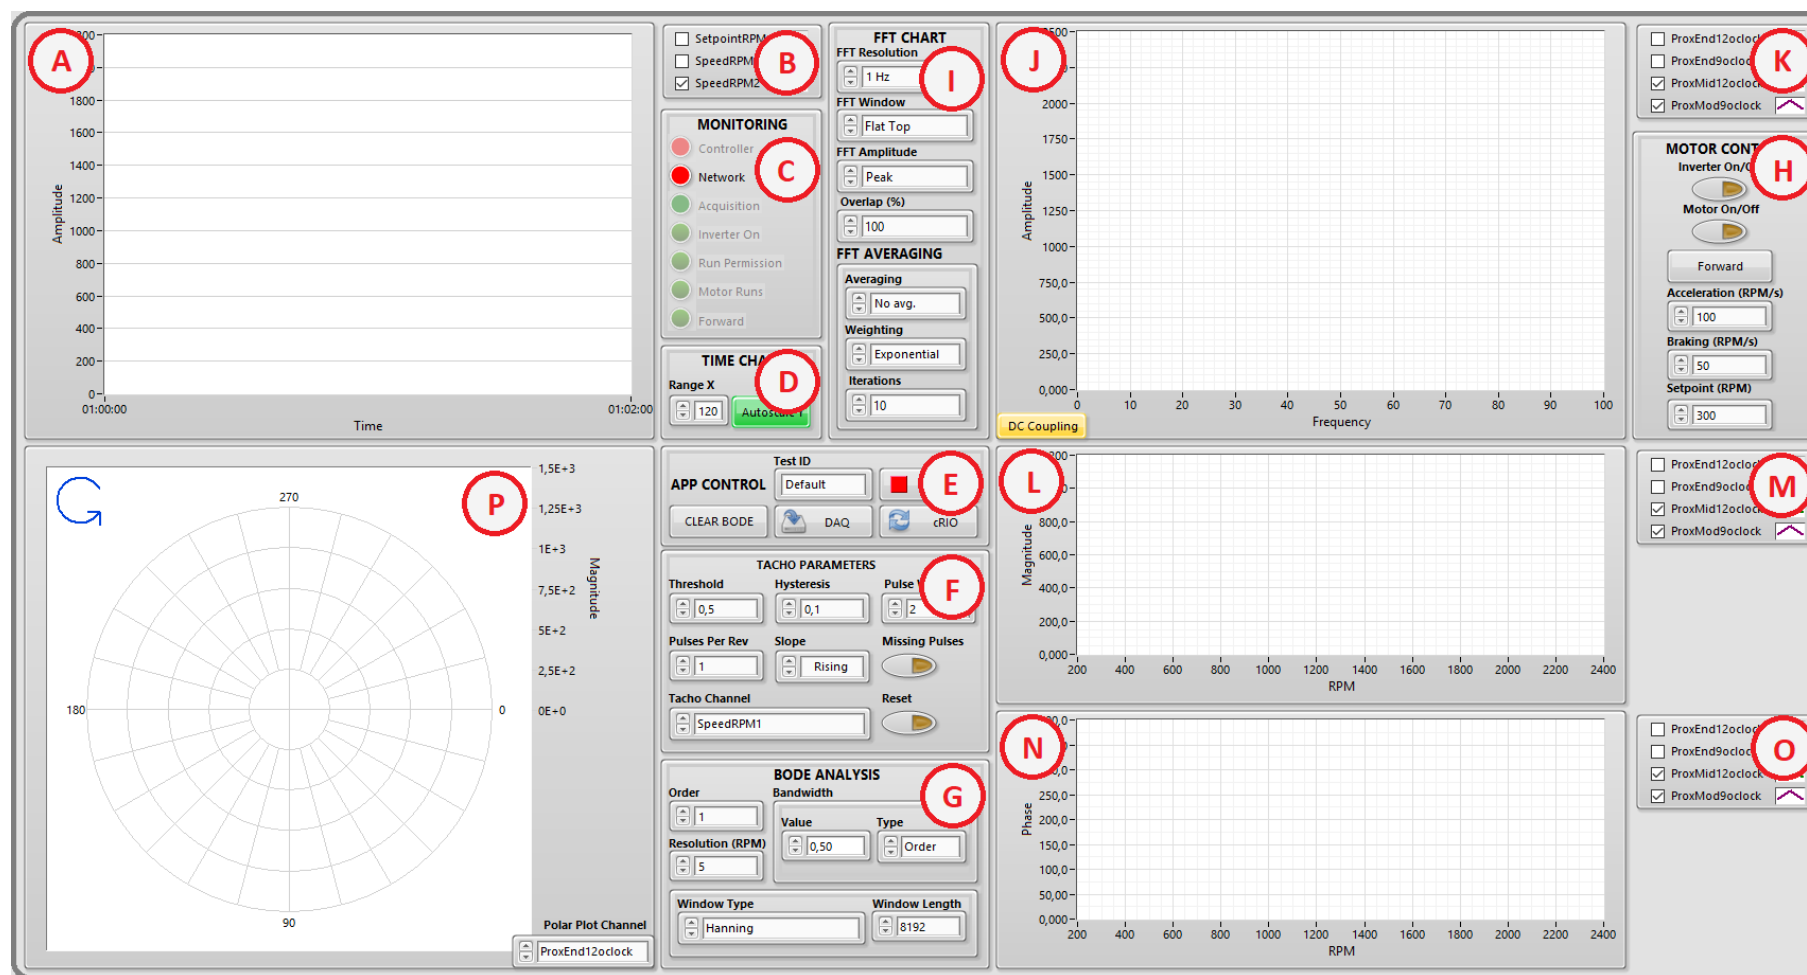 A
800
1800
1600
1400
1200
1000
800
600
400
200
0
Amplitude
01:00:00
01:02:00
Time
B
SetpointRPM
SpeedRPM
SpeedRPM2
MONITORING
C
Controller
Network
Acquisition
Inverter On
Run Permission
Motor Runs
Forward
TIME CHA
D
Range X
120
I
FFT CHART
FFT Resolution
1 Hz
FFT Window
Flat Top
FFT Amplitude
Peak
Overlap (%)
100
FFT AVERAGING
Averaging
No avg.
Weighting
Exponential
Iterations
10
J
2000
1750
1500
1250
1000
750,0
500,0
250,0
0,000
Amplitude
0 10 20 30 40 50 60 70 80 90 100
Frequency
DC Coupling
K
ProxEnd12oclock
ProxEnd9oclock
ProxMid12oclock
ProxMod9oclock
MOTOR CONT
H
Inverter On/O
Motor On/Off
Forward
Acceleration (RPM/s)
100
Braking (RPM/s)
50
Setpoint (RPM)
300
P
270
180
0
90
1,5E+3
1,25E+3
1E+3
7,5E+2
5E+2
2,5E+2
0E+0
Magnitude
Polar Plot Channel
ProxEnd12oclock
E
Test ID
APP CONTROL
Default
CLEAR BODE
DAQ
cRIO
TACHO PARAMETERS
F
Threshold Hysteresis Pulse
0,5 0,1 2
Pulses Per Rev Slope Missing Pulses
1 Rising
Tacho Channel Reset
SpeedRPM1
BODE ANALYSIS
G
Order Bandwidth
1
Value Type
0,50 Order
Resolution (RPM)
5
Window Type Window Length
Hanning 8192
L
200
800,0
600,0
400,0
200,0
0,000
Magnitude
200 400 600 800 1000 1200 1400 1600 1800 2000 2200 2400
RPM
M
ProxEnd12oclock
ProxEnd9oclock
ProxMid12oclock
ProxMod9oclock
N
250,0
200,0
150,0
100,0
50,00
0,000
Phase
200 400 600 800 1000 1200 1400 1600 1800 2000 2200 2400
RPM
O
ProxEnd12oclock
ProxEnd9oclock
ProxMid12oclock
ProxMod9oclock